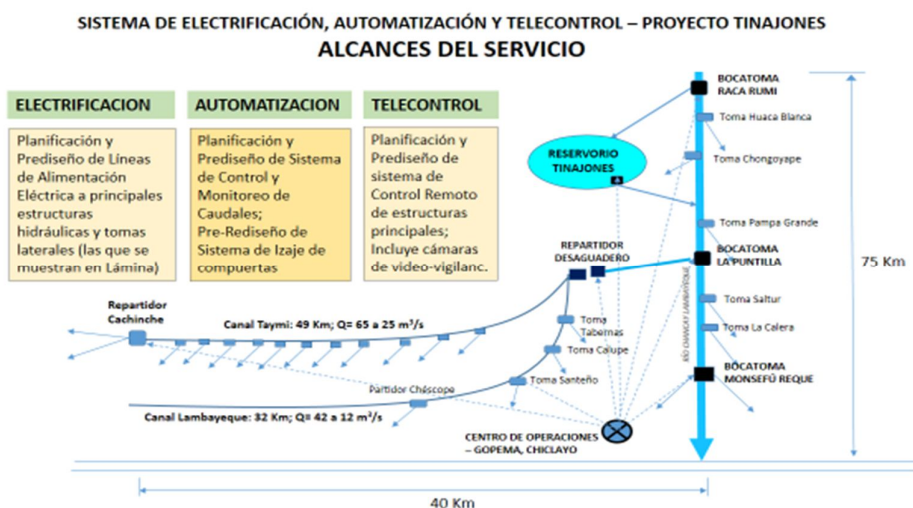 SISTEMA DE ELECTRIFICACIÓN, AUTOMATIZACIÓN Y TELECONTROL – PROYECTO TINAJONES
ALCANCES DEL SERVICIO
ELECTRIFICACION
Planificación y
Prediseño de Líneas
de Alimentación
Eléctrica a principales
estructuras
hidráulicas y tomas
laterales (las que se
muestran en Lámina)
AUTOMATIZACION
Planificación y
Prediseño de Sistema
de Control y
Monitoreo de
Caudales;
Pre-Rediseño de
Sistema de Izaje de
compuertas
TELECONTROL
Planificación y
Prediseño de
sistema de
Control Remoto
de estructuras
principales;
Incluye cámaras
de video-vigilanc.
BOCATOMA
RACA RUMI
Toma Huaca Blanca
Toma Chongoyape
RESERVORIO
TINAJONES
Toma Pampa Grande
REPARTIDOR
DESAGUADERO
BOCATOMA
LA PUNTILLA
75 Km
RÍO CHANCAY LAMBAYEQUE
Toma Saltur
Toma La Calera
BOCATOMA
MONSEFÚ REQUE
Repartidor
Cachinche
Canal Taymi: 49 Km; Q= 65 a 25 m³/s
Toma
Tabernas
Toma Calupe
Toma Santeño
Partidor Chéscope
Canal Lambayeque: 32 Km; Q= 42 a 12 m³/s
CENTRO DE OPERACIONES
– GOPEMA, CHICLAYO
40 Km